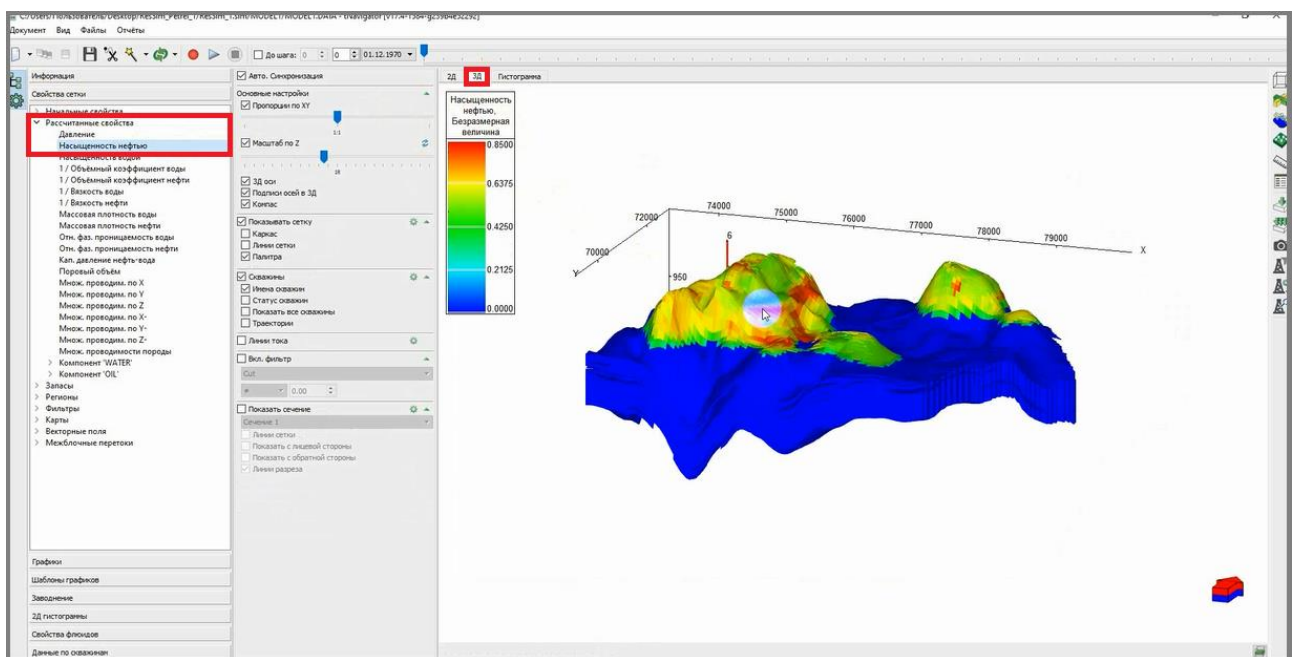 C:/Users/Пользователь/Desktop/ResSim_Petrel_1/ResSim_1.sim/MODEL1/MODEL1.DATA - tNavigator
Документ Вид Файлы Отчёты
До шага: 0 0 01.12.1970
Информация
Свойства сетки
Начальные свойства
Рассчитанные свойства
Давление
Насыщенность нефтью
Насыщенность водой
1 / Объёмный коэффициент воды
1 / Объёмный коэффициент нефти
1 / Вязкость воды
1 / Вязкость нефти
Массовая плотность воды
Массовая плотность нефти
Отн. фаз. проницаемость воды
Отн. фаз. проницаемость нефти
Кап. давление нефть-вода
Поровый объём
Множ. проводим. по X
Множ. проводим. по Y
Множ. проводим. по Z
Множ. проводим. по X-
Множ. проводим. по Y-
Множ. проводим. по Z-
Множ. проводимости породы
Компонент 'WATER'
Компонент 'OIL'
Запасы
Регионы
Фильтры
Карты
Векторные поля
Межблочные перетоки
Графики
Шаблоны графиков
Заводнение
2Д гистограммы
Свойства флюидов
Данные по скважинам
Авто. Синхронизация
Основные настройки
Пропорции по XY
1:1
Масштаб по Z
3Д оси
Подписи осей в 3Д
Компас
Показывать сетку
Каркас
Линии сетки
Палитра
Скважины
Имена скважин
Статус скважин
Показать все скважины
Траектории
Линии тока
Вкл. фильтр
Cut
≠ 0.00
Показать сечение
Сечение 1
Линии сетки
Показать с лицевой стороны
Показать с обратной стороны
Линии разреза
2Д 3Д Гистограмма
Насыщенность
нефтью,
Безразмерная
величина
0.8500
0.6375
0.4250
0.2125
0.0000
70000
72000
74000
75000
76000
77000
78000
79000
X
Y
950
6